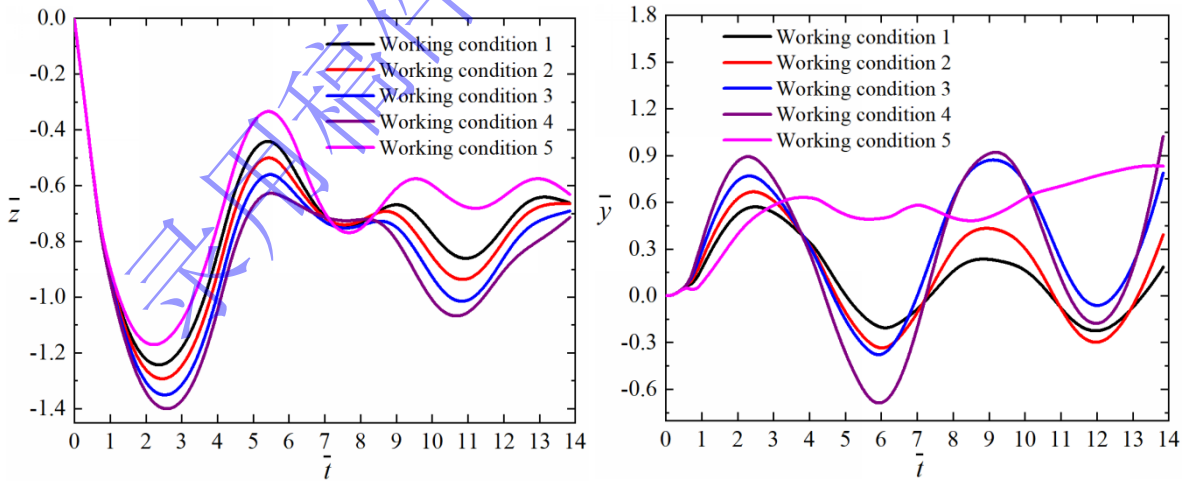 0.0
-0.2
-0.4
-0.6
-0.8
-1.0
-1.2
-1.4
z̄
Working condition 1
Working condition 2
Working condition 3
Working condition 4
Working condition 5
0 1 2 3 4 5 6 7 8 9 10 11 12 13 14
t̄
1.8
1.5
1.2
0.9
0.6
0.3
0.0
-0.3
-0.6
ȳ
Working condition 1
Working condition 2
Working condition 3
Working condition 4
Working condition 5
0 1 2 3 4 5 6 7 8 9 10 11 12 13 14
t̄